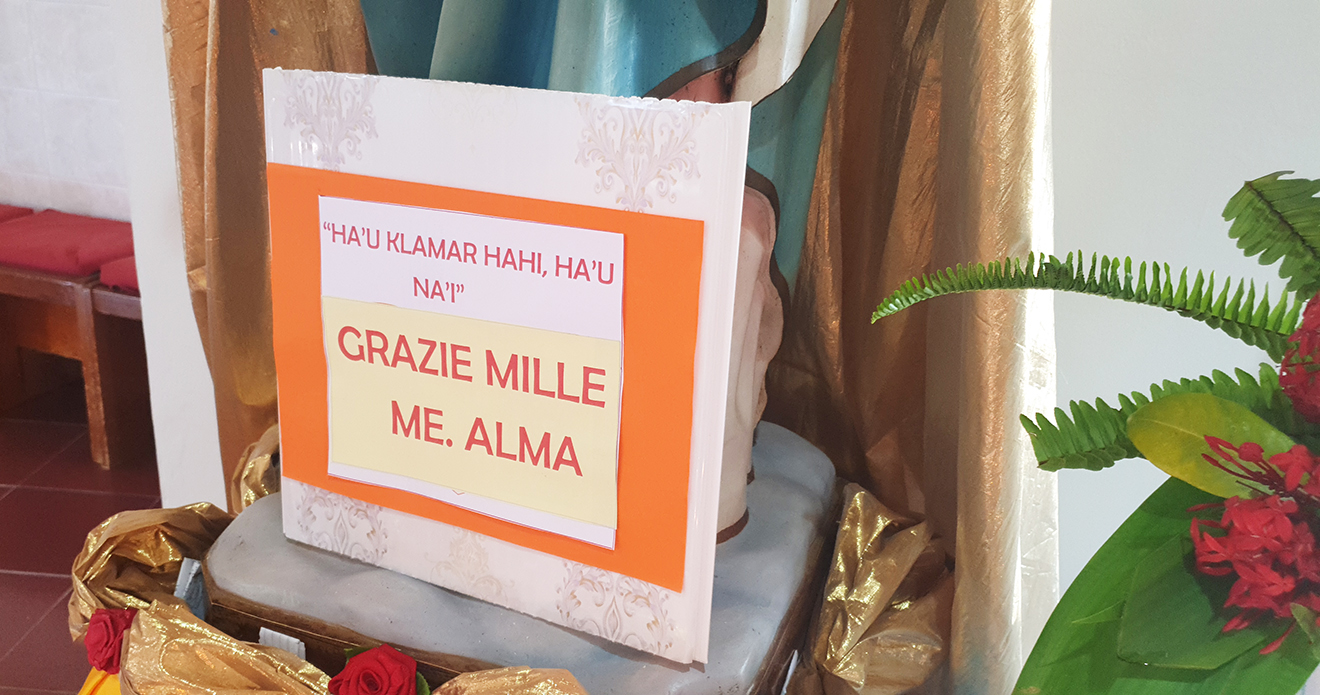 “HA’U KLAMAR HAHI, HA’U
NA’I”
GRAZIE MILLE
ME. ALMA